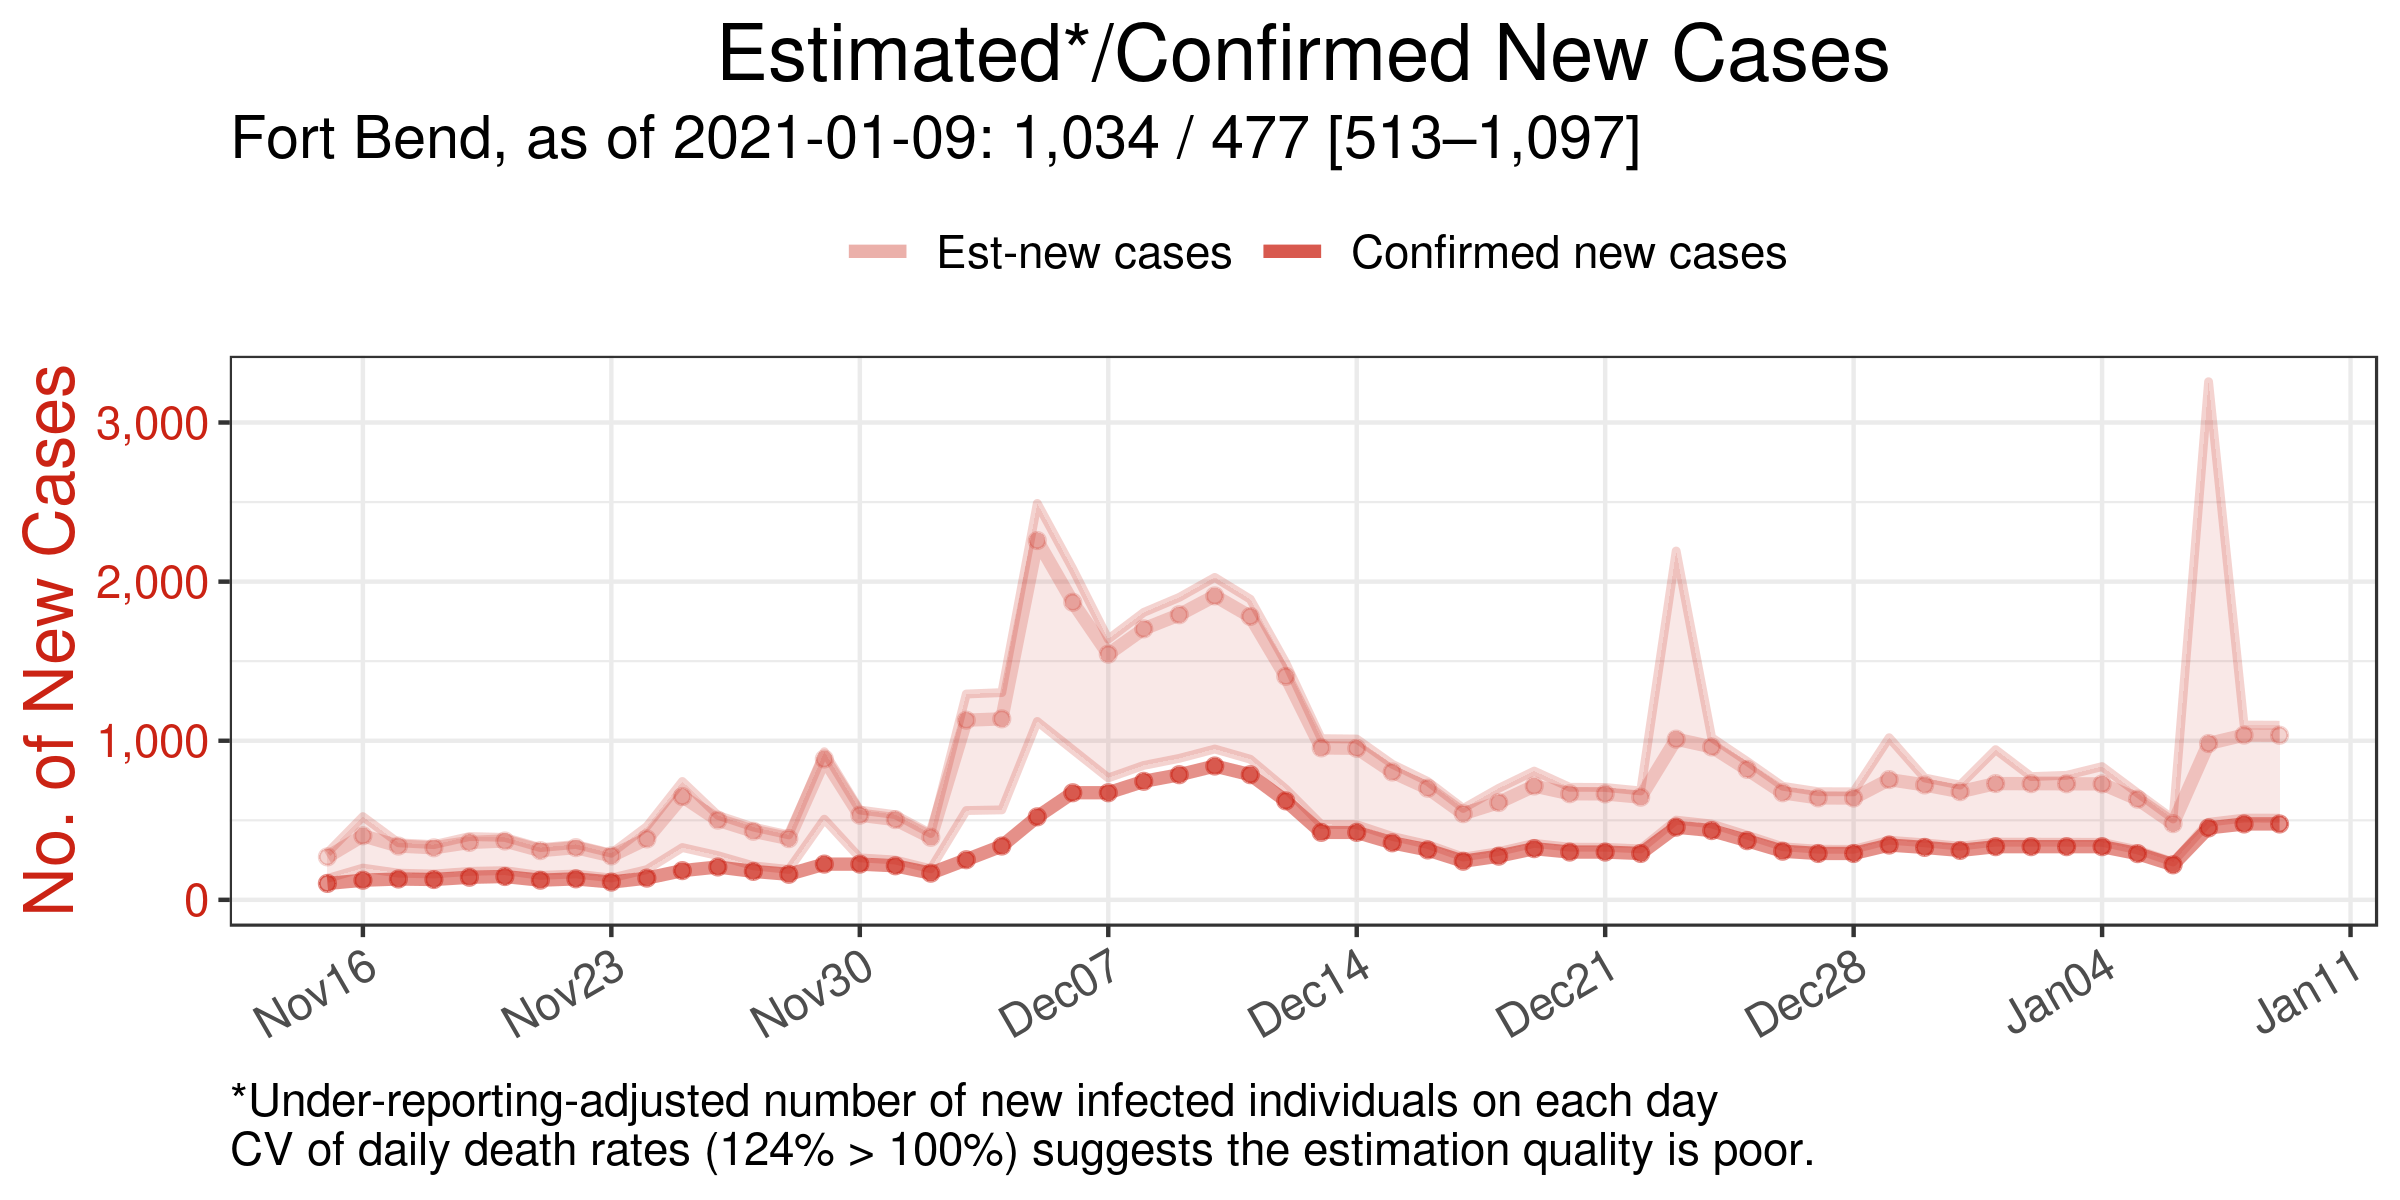 Estimated*/Confirmed New Cases
Fort Bend, as of 2021-01-09: 1,034 / 477 [513–1,097]
Est-new cases
Confirmed new cases
No. of New Cases
3,000
2,000
1,000
0
Nov16
Nov23
Nov30
Dec07
Dec14
Dec21
Dec28
Jan04
Jan11
*Under-reporting-adjusted number of new infected individuals on each day
CV of daily death rates (124% > 100%) suggests the estimation quality is poor.